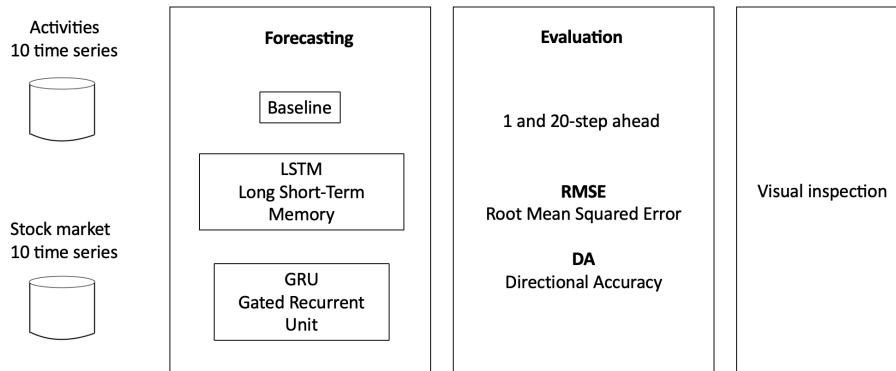 Activities
10 time series
Stock market
10 time series
Forecasting
Baseline
LSTM
Long Short-Term
Memory
GRU
Gated Recurrent
Unit
Evaluation
1 and 20-step ahead
RMSE
Root Mean Squared Error
DA
Directional Accuracy
Visual inspection